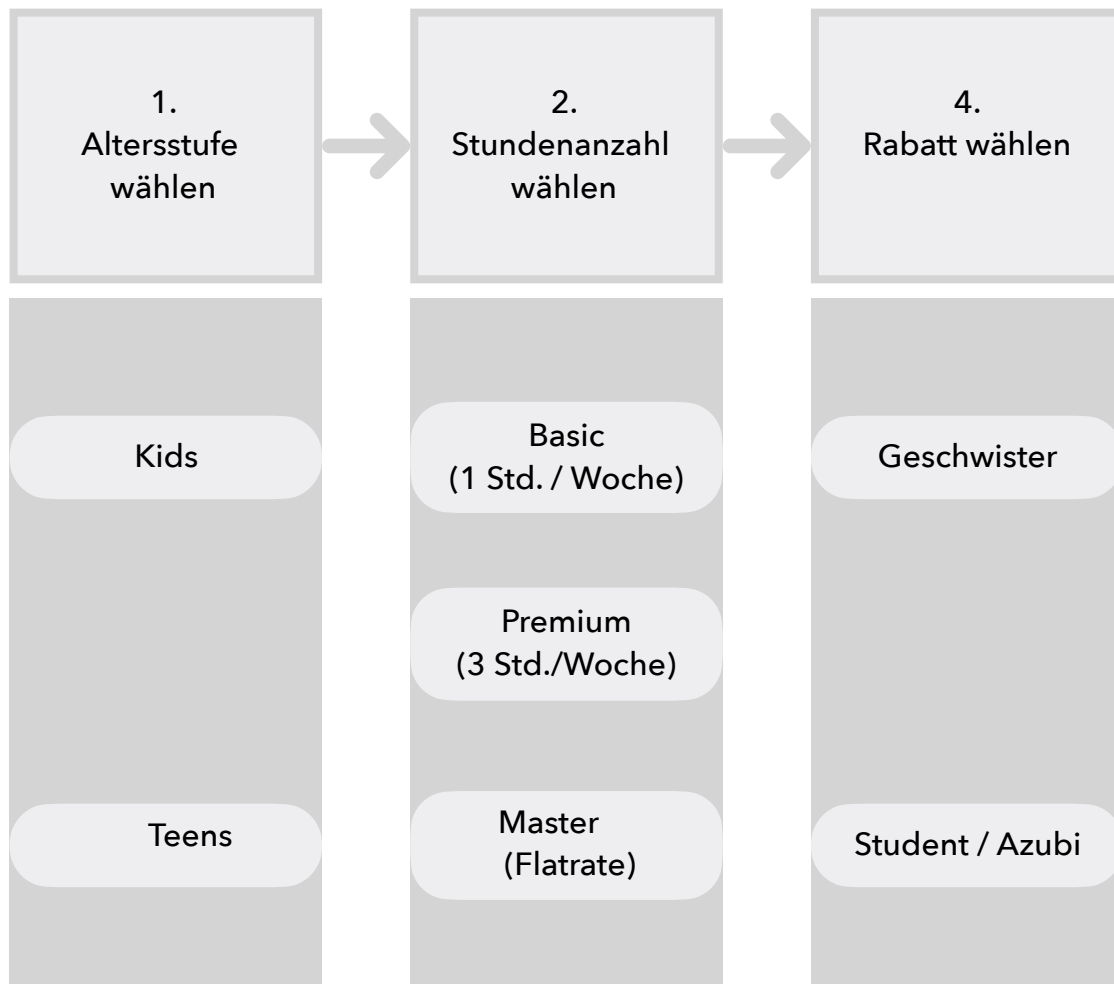 1.
Altersstufe
wählen
2.
Stundenanzahl
wählen
4.
Rabatt wählen
Kids
Basic
(1 Std. / Woche)
Geschwister
Premium
(3 Std./Woche)
Teens
Master
(Flatrate)
Student / Azubi